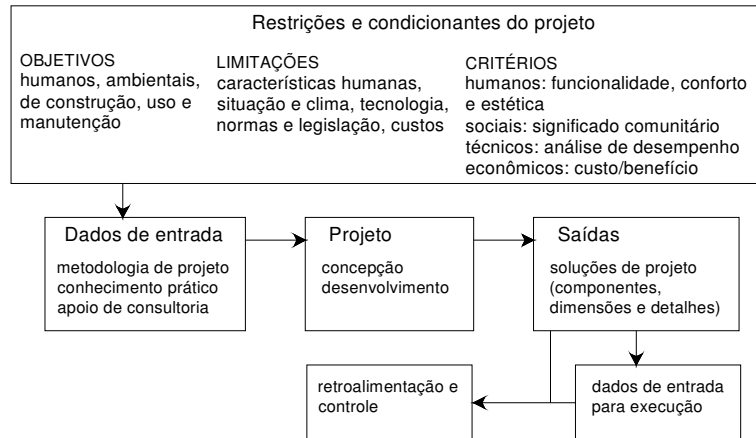 Restrições e condicionantes do projeto
OBJETIVOS
humanos, ambientais,
de construção, uso e
manutenção
LIMITAÇÕES
características humanas,
situação e clima, tecnologia,
normas e legislação, custos
CRITÉRIOS
humanos: funcionalidade, conforto
e estética
sociais: significado comunitário
técnicos: análise de desempenho
econômicos: custo/benefício
Dados de entrada
metodologia de projeto
conhecimento prático
apoio de consultoria
Projeto
concepção
desenvolvimento
Saídas
soluções de projeto
(componentes,
dimensões e detalhes)
retroalimentação e
controle
dados de entrada
para execução